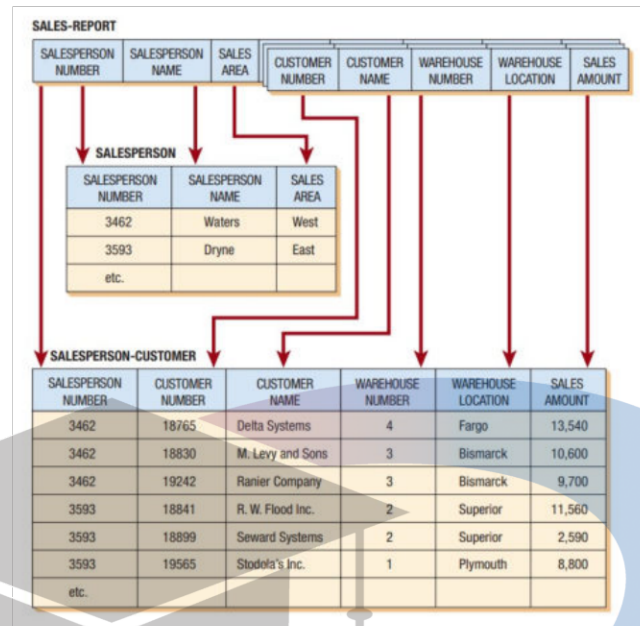 SALES-REPORT
SALESPERSON NUMBER SALESPERSON NAME SALES AREA CUSTOMER NUMBER CUSTOMER NAME WAREHOUSE NUMBER WAREHOUSE LOCATION SALES AMOUNT
SALESPERSON
SALESPERSON NUMBER SALESPERSON NAME SALES AREA
3462 Waters West
3593 Dryne East
etc.
SALESPERSON-CUSTOMER
SALESPERSON NUMBER CUSTOMER NUMBER CUSTOMER NAME WAREHOUSE NUMBER WAREHOUSE LOCATION SALES AMOUNT
3462 18765 Delta Systems 4 Fargo 13,540
3462 18830 M. Levy and Sons 3 Bismarck 10,600
3462 19242 Ranier Company 3 Bismarck 9,700
3593 18841 R. W. Flood Inc. 2 Superior 11,560
3593 18899 Seward Systems 2 Superior 2,590
3593 19565 Stodola's Inc. 1 Plymouth 8,800
etc.